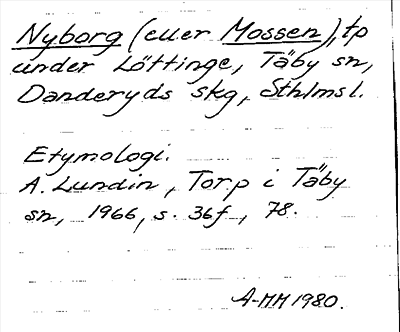 Nyborg (eller Mossen), tp
under Löttinge, Täby sn,
Danderyds skg, Sthlms l.
Etymologi.
A. Lundin, Torp i Täby
sn, 1966, s. 36f, 78.
A-MM 1980.